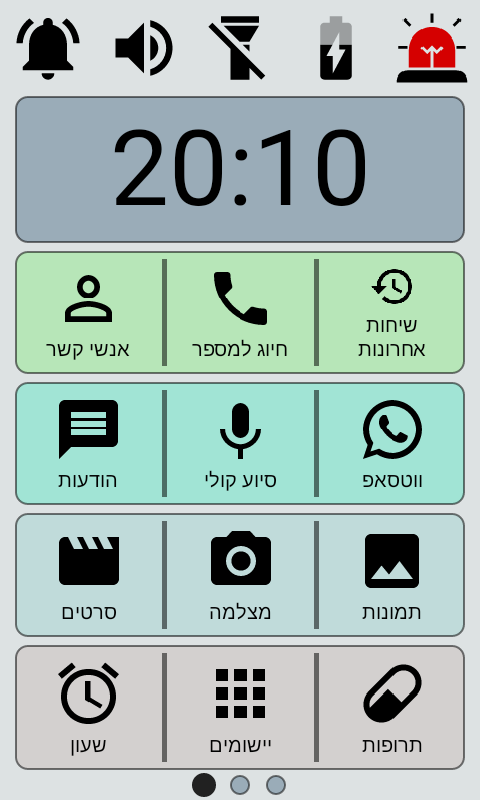 20:10
שיחות
אחרונות
חיוג למספר
אנשי קשר
ווטסאפ
סיוע קולי
הודעות
תמונות
מצלמה
סרטים
תרופות
יישומים
שעון